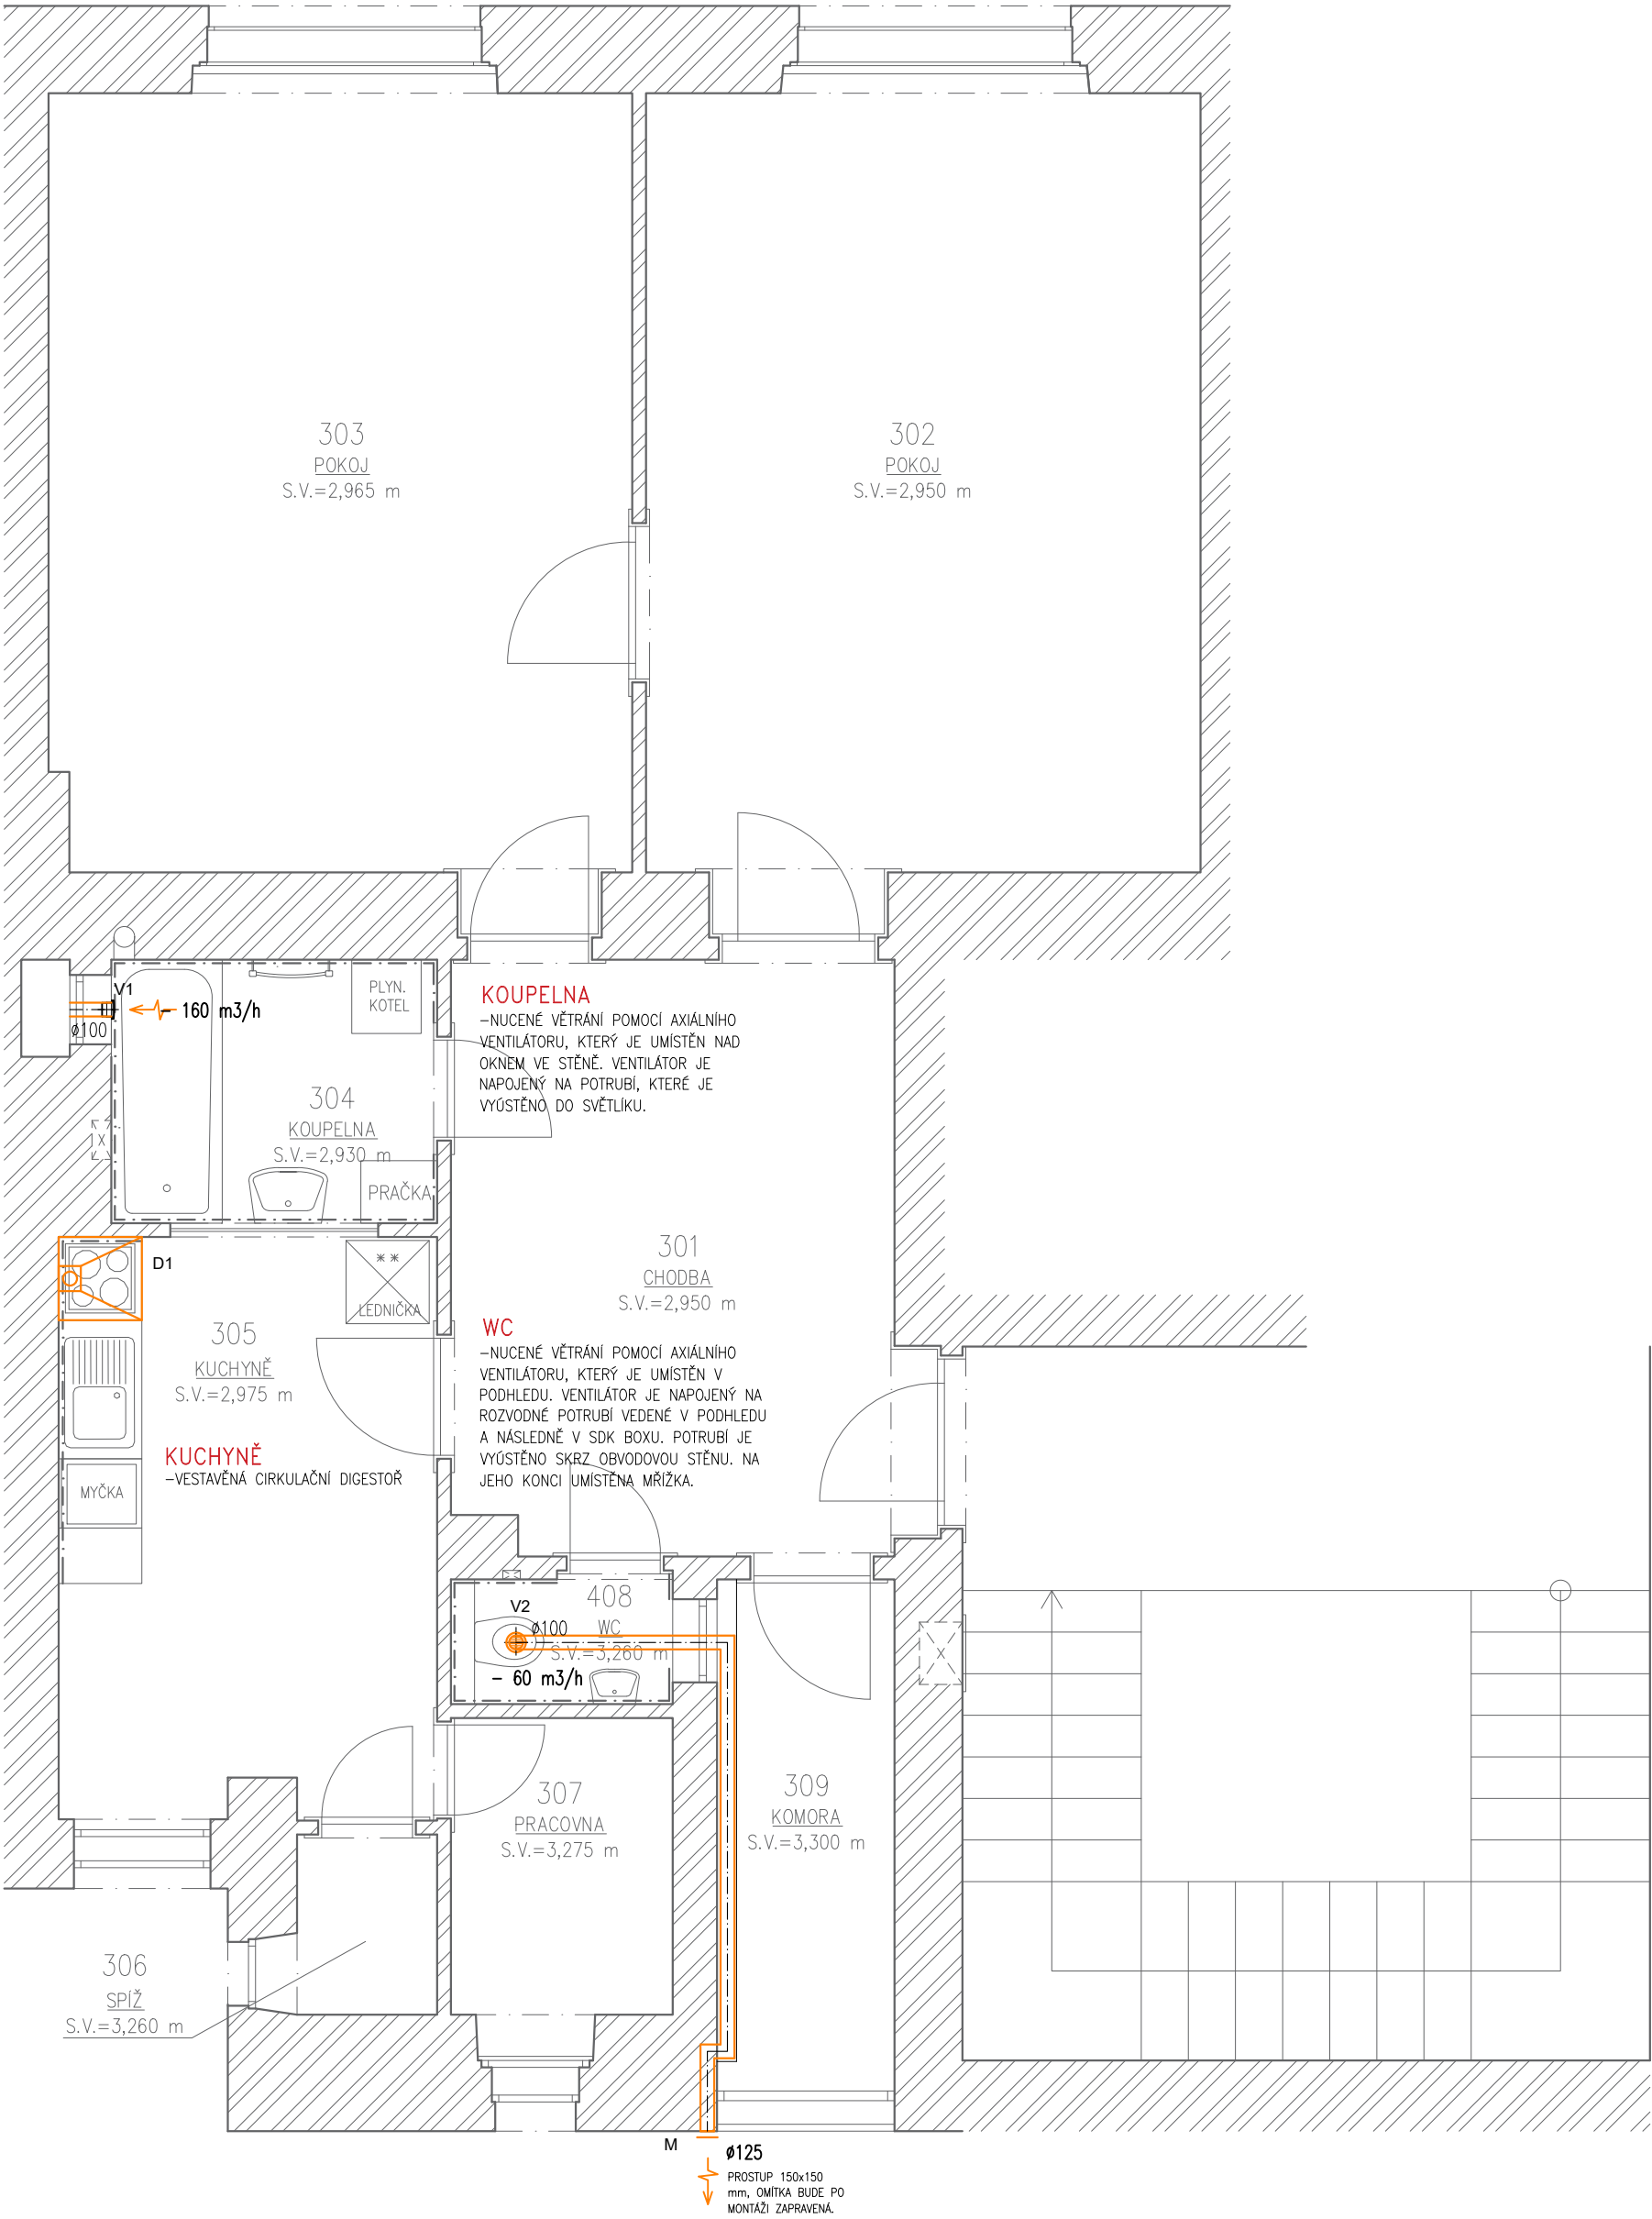 303
POKOJ
S.V.=2,965 m
302
POKOJ
S.V.=2,950 m
V1
- 160 m3/h
ø100
PLYN.
KOTEL
304
KOUPELNA
S.V.=2,930 m
PRAČKA
X
KOUPELNA
-NUCENÉ VĚTRÁNÍ POMOCÍ AXIÁLNÍHO
VENTILÁTORU, KTERÝ JE UMÍSTĚN NAD
OKNEM VE STĚNĚ. VENTILÁTOR JE
NAPOJENÝ NA POTRUBÍ, KTERÉ JE
VYÚSTĚNO DO SVĚTLÍKU.
301
CHODBA
S.V.=2,950 m
D1
LEDNIČKA
305
KUCHYNĚ
S.V.=2,975 m
KUCHYNĚ
-VESTAVĚNÁ CIRKULAČNÍ DIGESTOŘ
MYČKA
WC
-NUCENÉ VĚTRÁNÍ POMOCÍ AXIÁLNÍHO
VENTILÁTORU, KTERÝ JE UMÍSTĚN V
PODHLEDU. VENTILÁTOR JE NAPOJENÝ NA
ROZVODNÉ POTRUBÍ VEDENÉ V PODHLEDU
A NÁSLEDNĚ V SDK BOXU. POTRUBÍ JE
VYÚSTĚNO SKRZ OBVODOVOU STĚNU. NA
JEHO KONCI UMÍSTĚNA MŘÍŽKA.
408
WC
S.V.=3,260 m
V2
ø100
- 60 m3/h
307
PRACOVNA
S.V.=3,275 m
309
KOMORA
S.V.=3,300 m
X
306
SPÍŽ
S.V.=3,260 m
M
ø125
PROSTUP 150x150
mm, OMÍTKA BUDE PO
MONTÁŽI ZAPRAVENÁ.